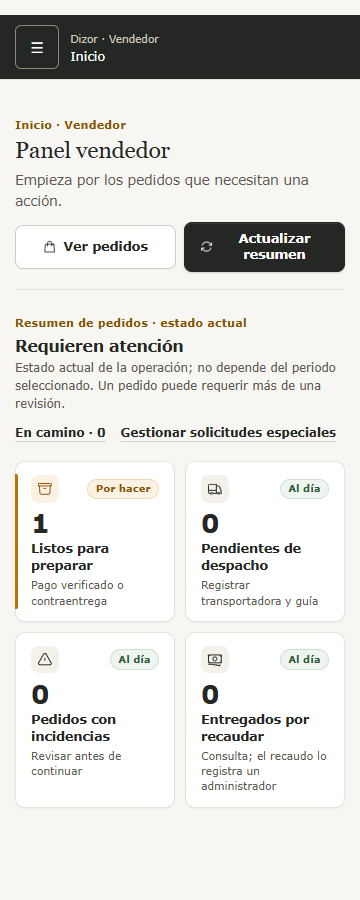 Dizor · Vendedor
Inicio
Inicio · Vendedor
Panel vendedor
Empieza por los pedidos que necesitan una
acción.
Ver pedidos
Actualizar
resumen
Resumen de pedidos · estado actual
Requieren atención
Estado actual de la operación; no depende del periodo
seleccionado. Un pedido puede requerir más de una
revisión.
En camino · 0
Gestionar solicitudes especiales
Por hacer
1
Listos para
preparar
Pago verificado o
contraentrega
Al día
0
Pendientes de
despacho
Registrar
transportadora y guía
Al día
0
Pedidos con
incidencias
Revisar antes de
continuar
Al día
0
Entregados por
recaudar
Consulta; el recaudo lo
registra un
administrador